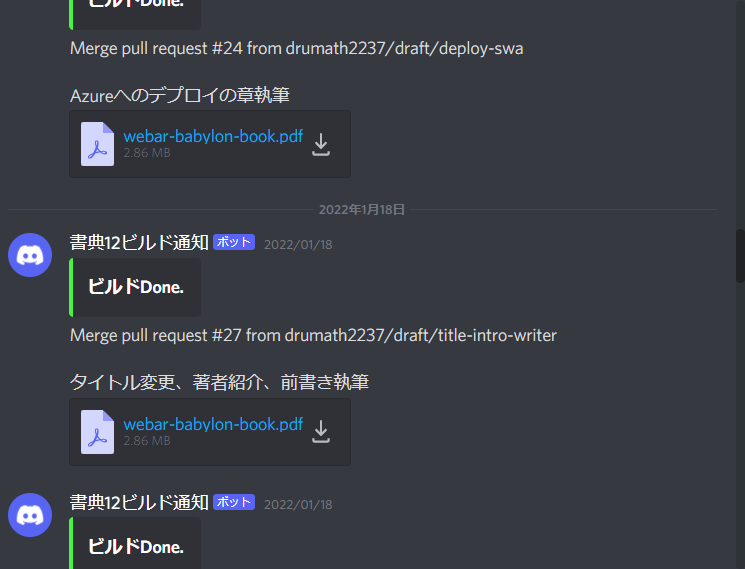 ビルドDone.
Merge pull request #24 from drumath2237/draft/deploy-swa
Azureへのデプロイの章執筆
webar-babylon-book.pdf
2.86 MB
2022年1月18日
書典12ビルド通知 ボット 2022/01/18
ビルドDone.
Merge pull request #27 from drumath2237/draft/title-intro-writer
タイトル変更、著者紹介、前書き執筆
webar-babylon-book.pdf
2.86 MB
書典12ビルド通知 ボット 2022/01/18
ビルドDone.